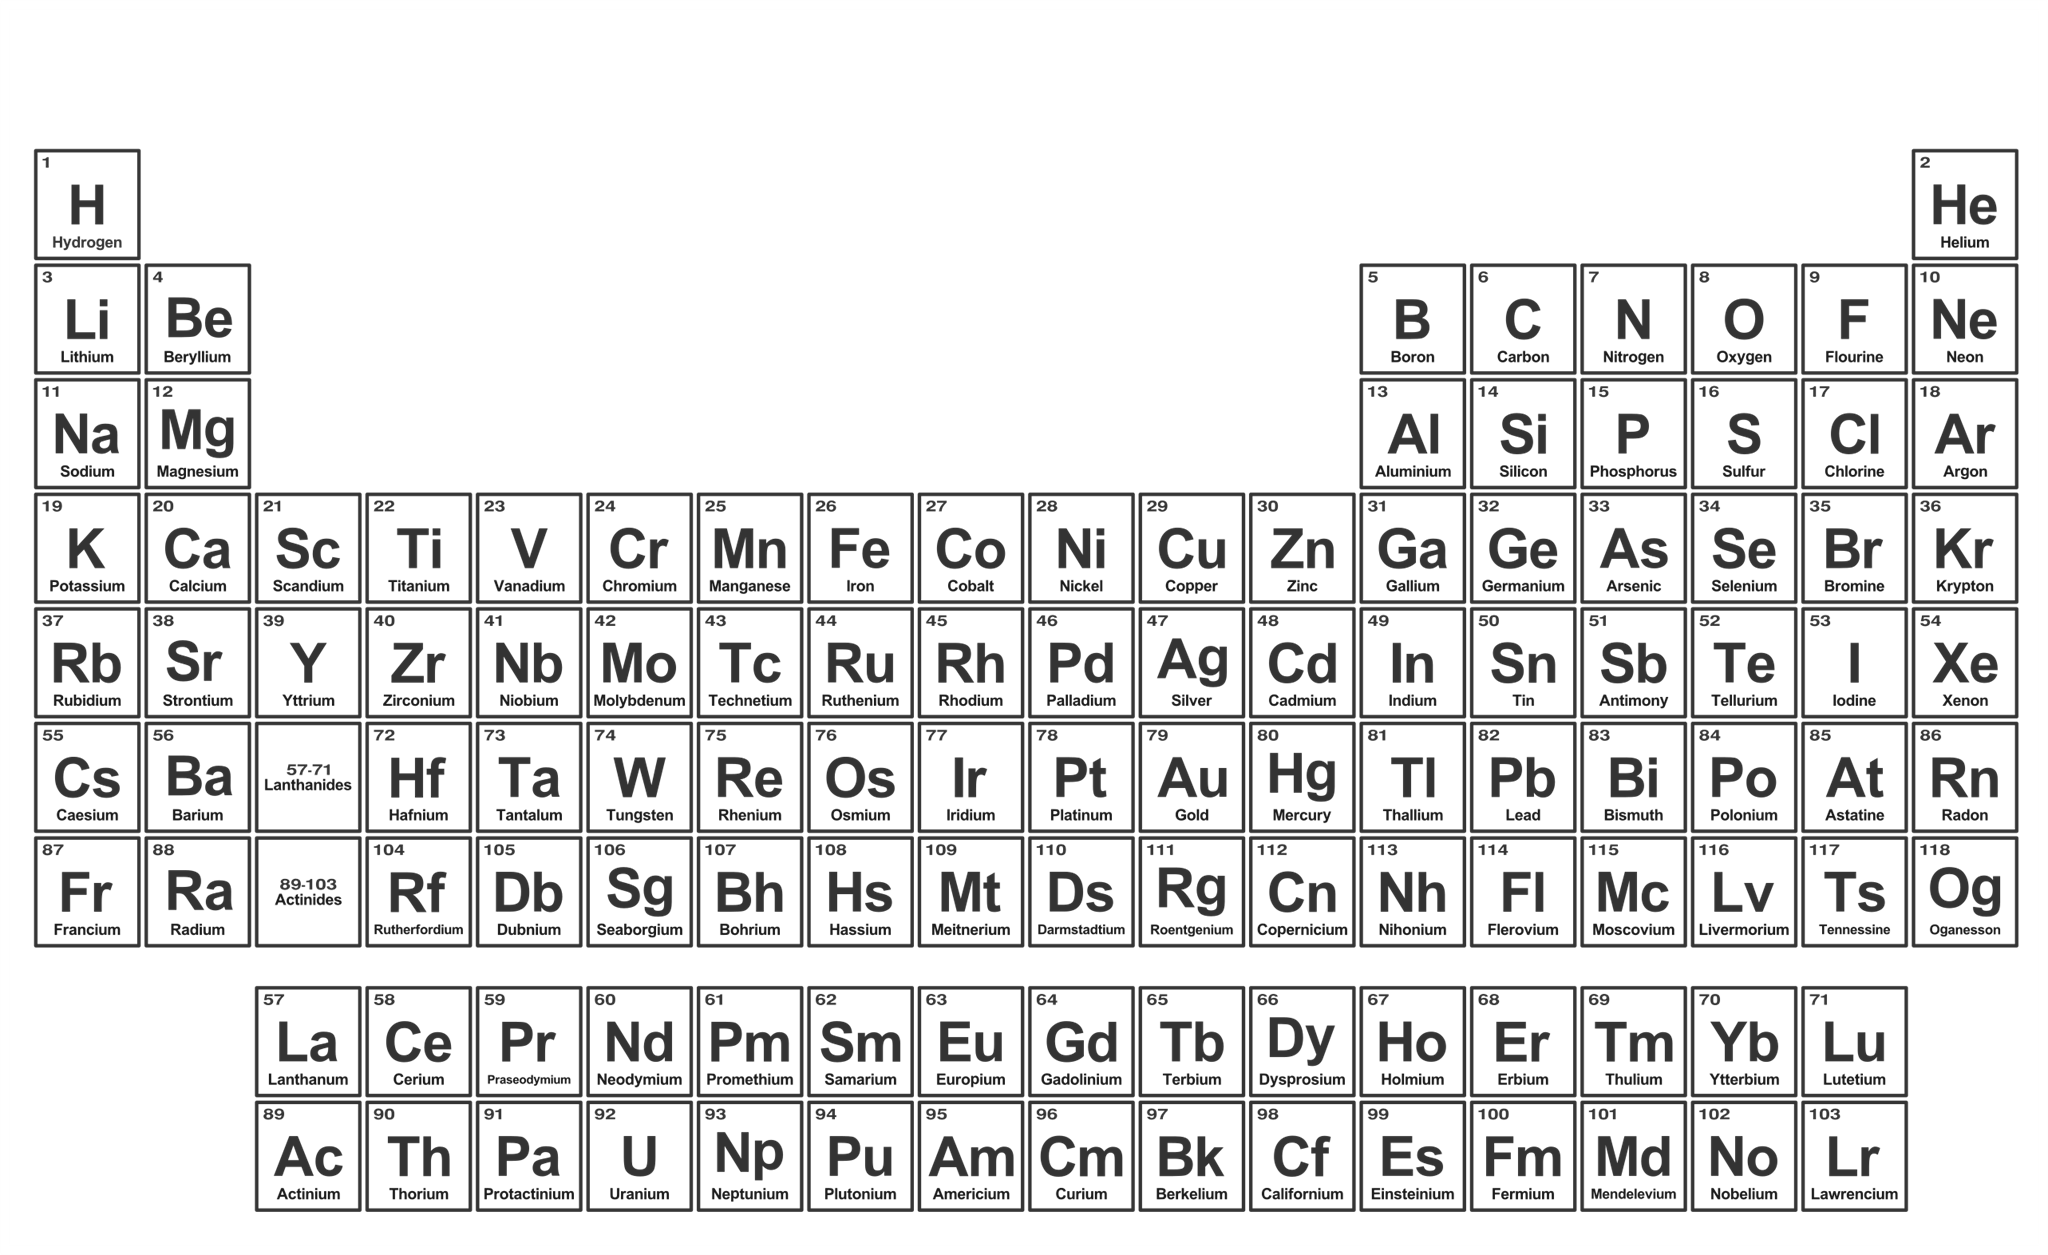 1
H
Hydrogen
2
He
Helium
3
Li
Lithium
4
Be
Beryllium
5
B
Boron
6
C
Carbon
7
N
Nitrogen
8
O
Oxygen
9
F
Flourine
10
Ne
Neon
11
Na
Sodium
12
Mg
Magnesium
13
Al
Aluminium
14
Si
Silicon
15
P
Phosphorus
16
S
Sulfur
17
Cl
Chlorine
18
Ar
Argon
19
K
Potassium
20
Ca
Calcium
21
Sc
Scandium
22
Ti
Titanium
23
V
Vanadium
24
Cr
Chromium
25
Mn
Manganese
26
Fe
Iron
27
Co
Cobalt
28
Ni
Nickel
29
Cu
Copper
30
Zn
Zinc
31
Ga
Gallium
32
Ge
Germanium
33
As
Arsenic
34
Se
Selenium
35
Br
Bromine
36
Kr
Krypton
37
Rb
Rubidium
38
Sr
Strontium
39
Y
Yttrium
40
Zr
Zirconium
41
Nb
Niobium
42
Mo
Molybdenum
43
Tc
Technetium
44
Ru
Ruthenium
45
Rh
Rhodium
46
Pd
Palladium
47
Ag
Silver
48
Cd
Cadmium
49
In
Indium
50
Sn
Tin
51
Sb
Antimony
52
Te
Tellurium
53
I
Iodine
54
Xe
Xenon
55
Cs
Caesium
56
Ba
Barium
57-71
Lanthanides
72
Hf
Hafnium
73
Ta
Tantalum
74
W
Tungsten
75
Re
Rhenium
76
Os
Osmium
77
Ir
Iridium
78
Pt
Platinum
79
Au
Gold
80
Hg
Mercury
81
Tl
Thallium
82
Pb
Lead
83
Bi
Bismuth
84
Po
Polonium
85
At
Astatine
86
Rn
Radon
87
Fr
Francium
88
Ra
Radium
89-103
Actinides
104
Rf
Rutherfordium
105
Db
Dubnium
106
Sg
Seaborgium
107
Bh
Bohrium
108
Hs
Hassium
109
Mt
Meitnerium
110
Ds
Darmstadtium
111
Rg
Roentgenium
112
Cn
Copernicium
113
Nh
Nihonium
114
Fl
Flerovium
115
Mc
Moscovium
116
Lv
Livermorium
117
Ts
Tennessine
118
Og
Oganesson
57
La
Lanthanum
58
Ce
Cerium
59
Pr
Praseodymium
60
Nd
Neodymium
61
Pm
Promethium
62
Sm
Samarium
63
Eu
Europium
64
Gd
Gadolinium
65
Tb
Terbium
66
Dy
Dysprosium
67
Ho
Holmium
68
Er
Erbium
69
Tm
Thulium
70
Yb
Ytterbium
71
Lu
Lutetium
89
Ac
Actinium
90
Th
Thorium
91
Pa
Protactinium
92
U
Uranium
93
Np
Neptunium
94
Pu
Plutonium
95
Am
Americium
96
Cm
Curium
97
Bk
Berkelium
98
Cf
Californium
99
Es
Einsteinium
100
Fm
Fermium
101
Md
Mendelevium
102
No
Nobelium
103
Lr
Lawrencium